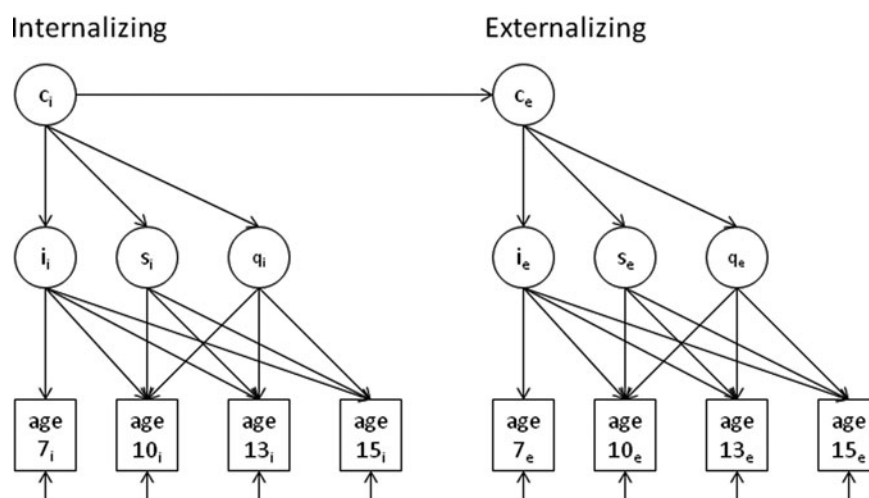 Internalizing Externalizing
cᵢ cₑ
iᵢ sᵢ qᵢ iₑ sₑ qₑ
age age age age age age age age
7ᵢ 10ᵢ 13ᵢ 15ᵢ 7ₑ 10ₑ 13ₑ 15ₑ